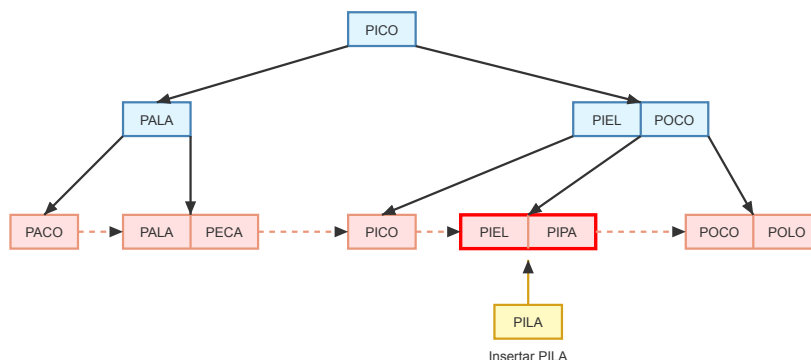 PICO
PALA
PIEL POCO
PACO
PALA PECA
PICO
PIEL PIPA
POCO POLO
PILA
Insertar PILA